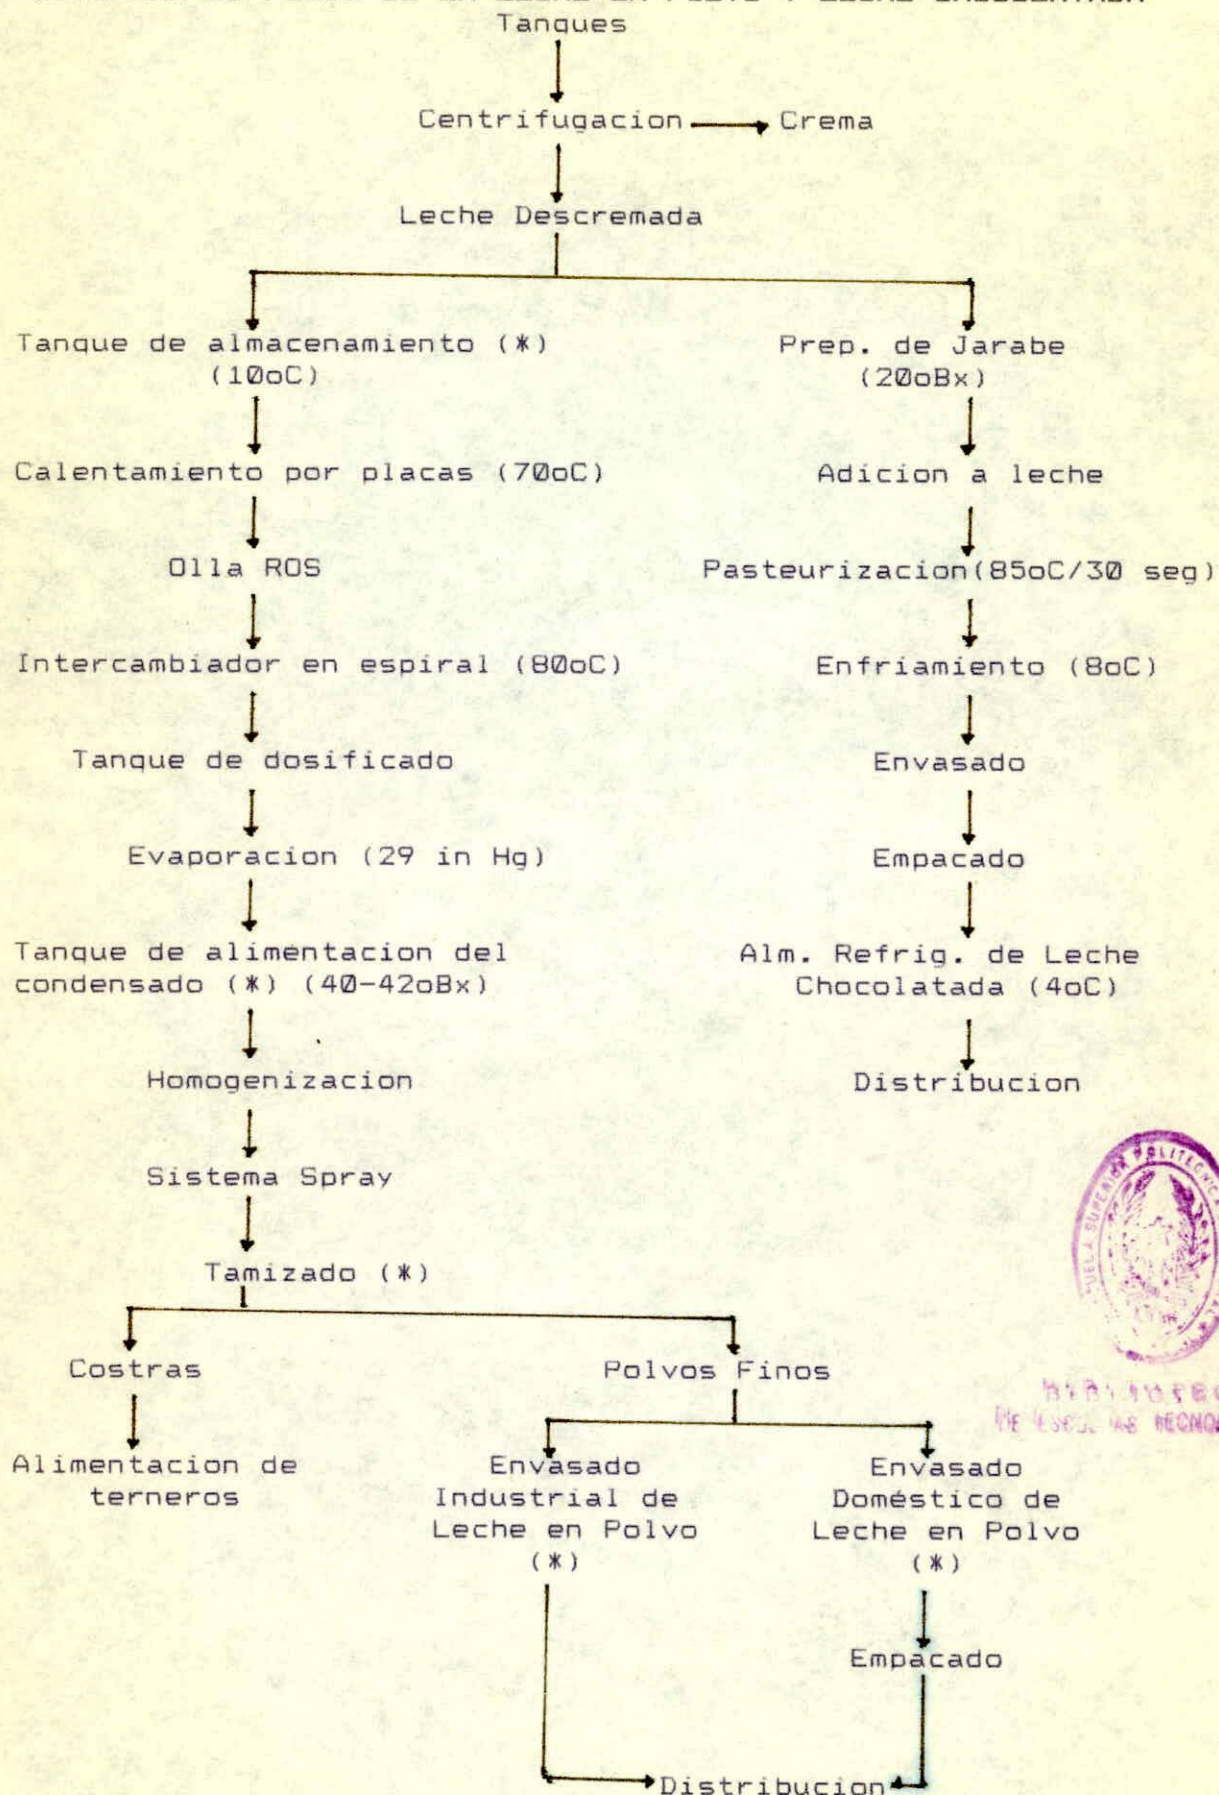 Tanques
Centrifugacion Crema
Leche Descremada
Tanque de almacenamiento (*)
(10oC)
Calentamiento por placas (70oC)
Olla ROS
Intercambiador en espiral (80oC)
Tanque de dosificado
Evaporacion (29 in Hg)
Tanque de alimentacion del
condensado (*) (40-42oBx)
Homogenizacion
Sistema Spray
Tamizado (*)
Prep. de Jarabe
(20oBx)
Adicion a leche
Pasteurizacion(85oC/30 seg)
Enfriamiento (8oC)
Envasado
Empacado
Alm. Refrig. de Leche
Chocolatada (4oC)
Distribucion
Costras
Alimentacion de
terneros
Polvos Finos
Envasado
Industrial de
Leche en Polvo
(*)
Envasado
Doméstico de
Leche en Polvo
(*)
Empacado
Distribucion
SUPERIOR POLITECNICA